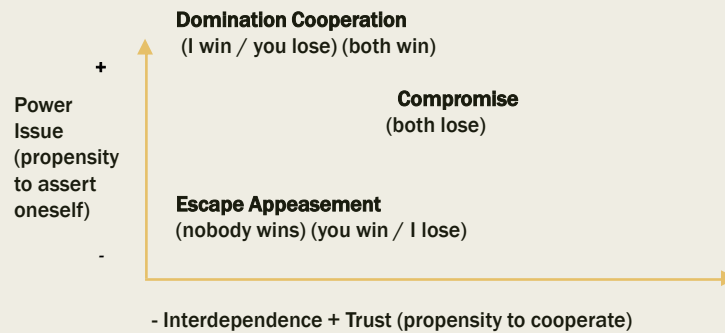 Domination Cooperation
(I win / you lose) (both win)
+
Power
Issue
(propensity
to assert
oneself)
Compromise
(both lose)
Escape Appeasement
(nobody wins) (you win / I lose)
-
- Interdependence + Trust (propensity to cooperate)